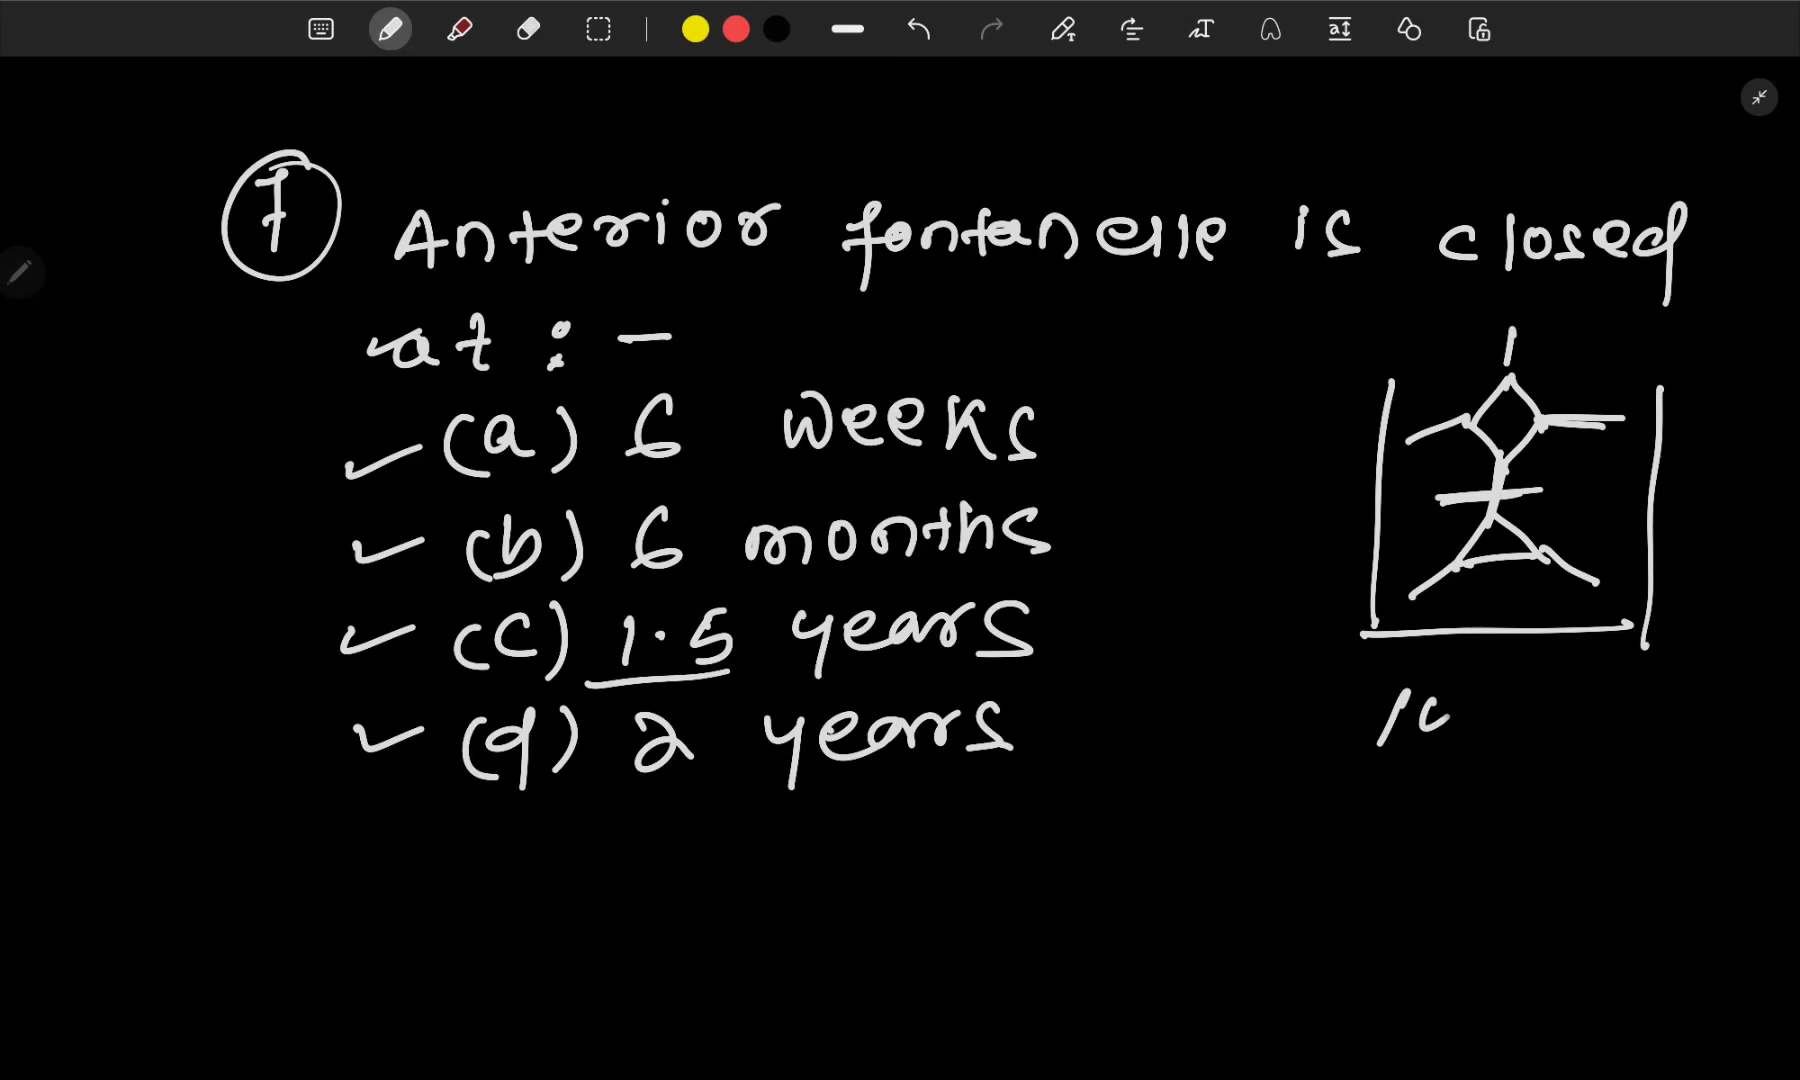 7 Anterior fontanelle is closed
at : -
(a) 6 weeks
(b) 6 months
(c) 1.5 years
(d) 2 years